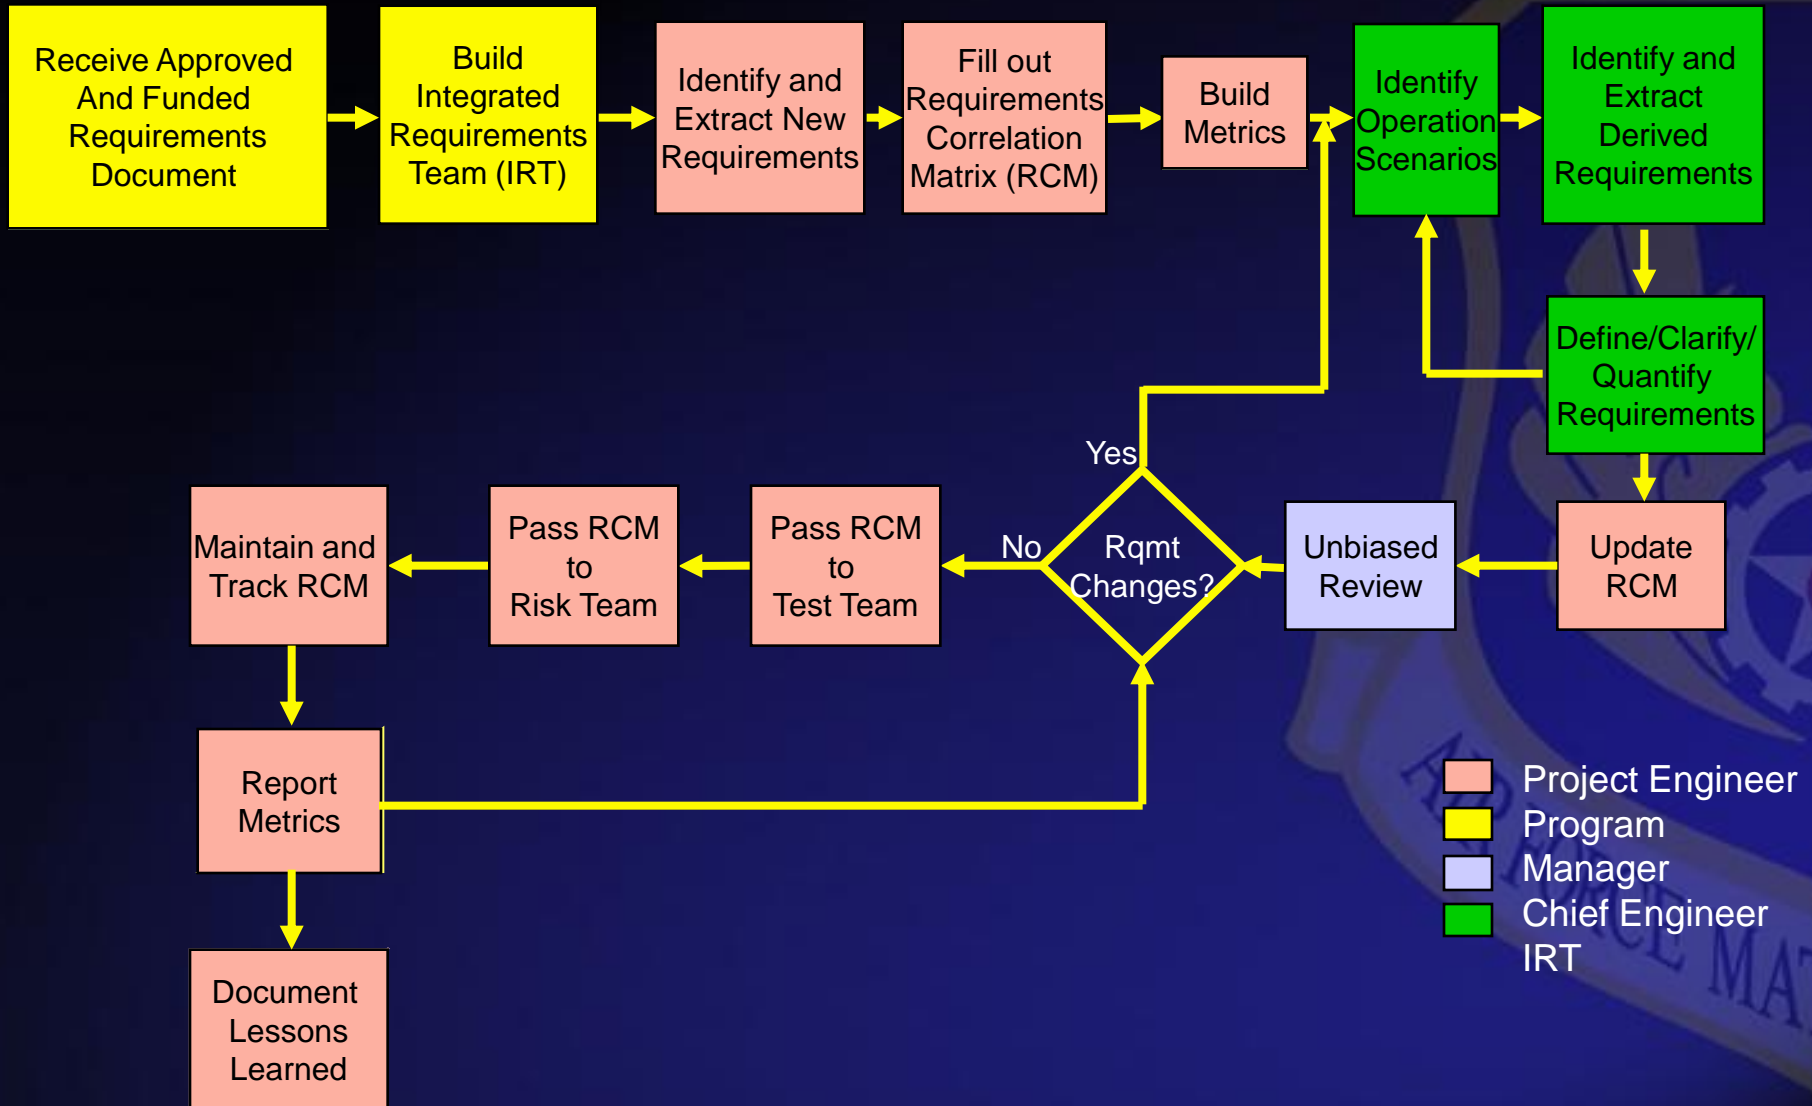 Receive Approved
And Funded
Requirements
Document
Build
Integrated
Requirements
Team (IRT)
Identify and
Extract New
Requirements
Fill out
Requirements
Correlation
Matrix (RCM)
Build
Metrics
Identify
Operation
Scenarios
Identify and
Extract
Derived
Requirements
Define/Clarify/
Quantify
Requirements
Update
RCM
Unbiased
Review
Rqmt
Changes?
Yes
No
Pass RCM
to
Test Team
Pass RCM
to
Risk Team
Maintain and
Track RCM
Report
Metrics
Document
Lessons
Learned
Project Engineer
Program
Manager
Chief Engineer
IRT
AIR FORCE MAT